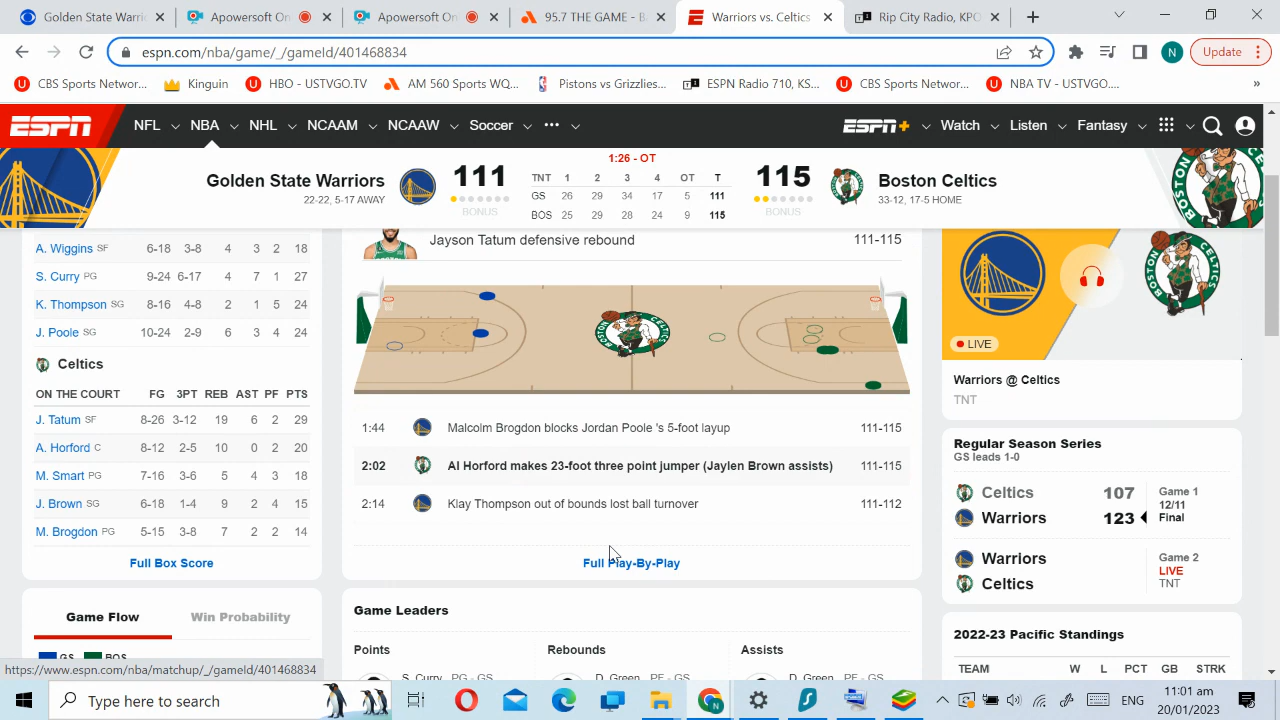 Golden State Warri
Apowersoft On
Apowersoft On
95.7 THE GAME - B
Warriors vs. Celtics
Rip City Radio, KPO
espn.com/nba/game/_/gameId/401468834
N
Update
CBS Sports Networ...
Kinguin
HBO - USTVGO.TV
AM 560 Sports WQ...
Pistons vs Grizzlies...
ESPN Radio 710, KS...
CBS Sports Networ...
NBA TV - USTVGO....
»
ESPN NFL NBA NHL NCAAM NCAAW Soccer ESPN+ Watch Listen Fantasy
Golden State Warriors
22-22, 5-17 AWAY
111
BONUS
1:26 - OT
TNT 1 2 3 4 OT T
GS 26 29 34 17 5 111
BOS 25 29 28 24 9 115
115
BONUS
Boston Celtics
33-12, 17-5 HOME
A. Wiggins SF 6-18 3-8 4 3 2 18
S. Curry PG 9-24 6-17 4 7 1 27
K. Thompson SG 8-16 4-8 2 1 5 24
J. Poole SG 10-24 2-9 6 3 4 24
Celtics
ON THE COURT FG 3PT REB AST PF PTS
J. Tatum SF 8-26 3-12 19 6 2 29
A. Horford C 8-12 2-5 10 0 2 20
M. Smart PG 7-16 3-6 5 4 3 18
J. Brown SG 6-18 1-4 9 2 4 15
M. Brogdon PG 5-15 3-8 7 2 2 14
Full Box Score
Game Flow Win Probability
GS BOS
Jayson Tatum defensive rebound 111-115
1:44 Malcolm Brogdon blocks Jordan Poole 's 5-foot layup 111-115
2:02 Al Horford makes 23-foot three point jumper (Jaylen Brown assists) 111-115
2:14 Klay Thompson out of bounds lost ball turnover 111-112
Full Play-By-Play
Game Leaders
Points Rebounds Assists
S. Curry PG - GS D. Green PF - GS D. Green PF - GS
LIVE
Warriors @ Celtics
TNT
Regular Season Series
GS leads 1-0
Celtics 107
Warriors 123
Game 1
12/11
Final
Warriors
Celtics
Game 2
LIVE
TNT
2022-23 Pacific Standings
TEAM W L PCT GB STRK
https://www.espn.com/nba/matchup/_/gameId/401468834
Type here to search
ENG
11:01 am
20/01/2023